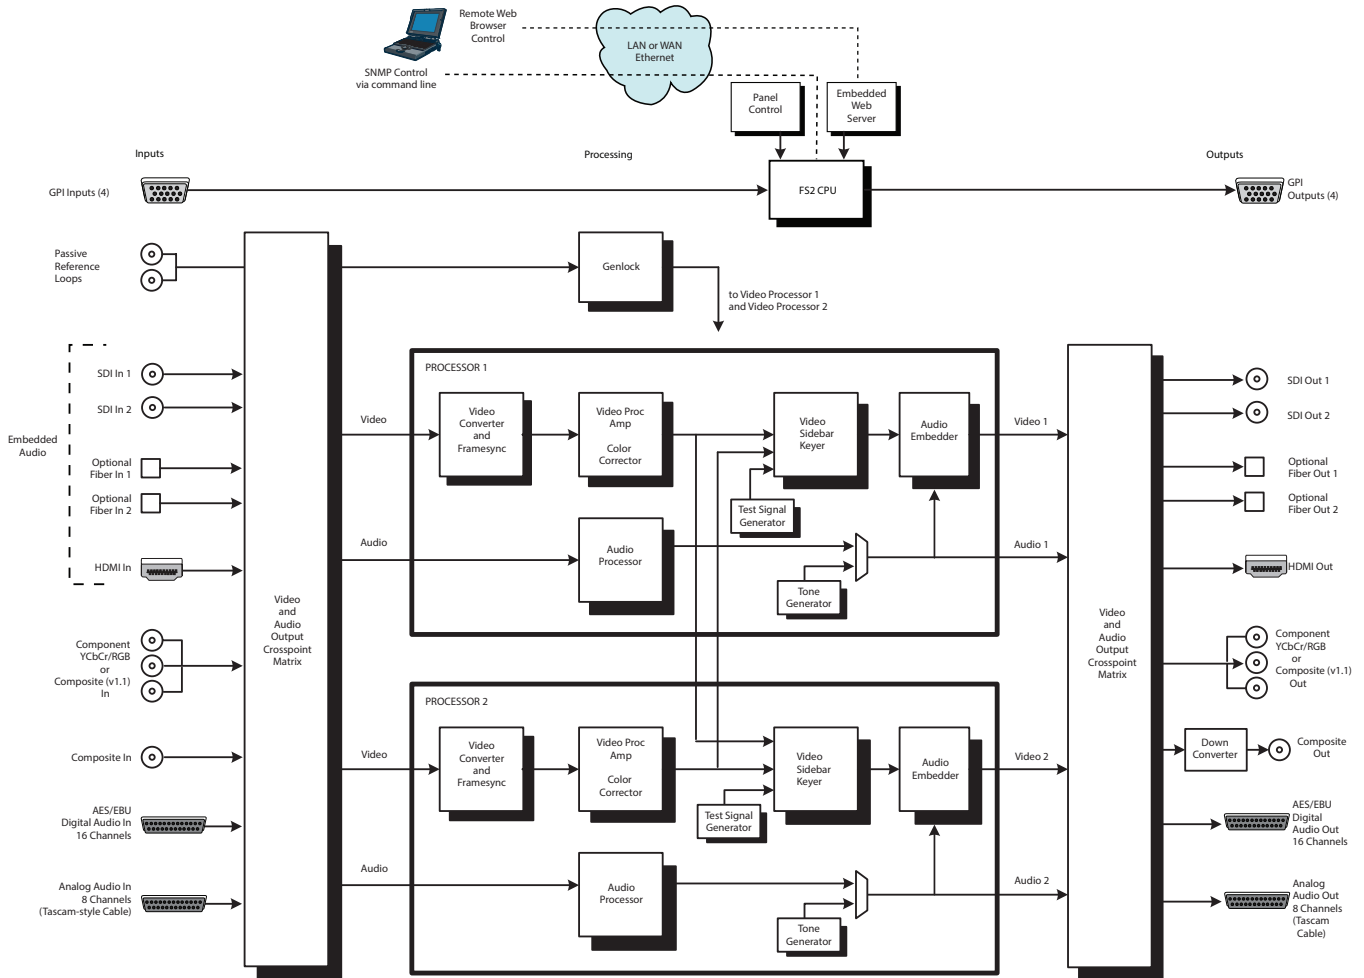 Remote Web
Browser
Control
LAN or WAN
Ethernet
SNMP Control
via command line
Panel
Control
Embedded
Web
Server
Inputs
Processing
Outputs
GPI Inputs (4)
FS2 CPU
GPI
Outputs (4)
Passive
Reference
Loops
Genlock
to Video Processor 1
and Video Processor 2
Embedded
Audio
SDI In 1
SDI In 2
Optional
Fiber In 1
Optional
Fiber In 2
HDMI In
Component
YCbCr/RGB
or
Composite (v1.1)
In
Composite In
AES/EBU
Digital Audio In
16 Channels
Analog Audio In
8 Channels
(Tascam-style Cable)
Video
and
Audio
Output
Crosspoint
Matrix
PROCESSOR 1
Video
Video
Converter
and
Framesync
Video Proc
Amp
Color
Corrector
Video
Sidebar
Keyer
Audio
Embedder
Video 1
Test Signal
Generator
Audio
Audio
Processor
Tone
Generator
Audio 1
PROCESSOR 2
Video
Video
Converter
and
Framesync
Video Proc
Amp
Color
Corrector
Video
Sidebar
Keyer
Audio
Embedder
Video 2
Test Signal
Generator
Audio
Audio
Processor
Tone
Generator
Audio 2
Video
and
Audio
Output
Crosspoint
Matrix
SDI Out 1
SDI Out 2
Optional
Fiber Out 1
Optional
Fiber Out 2
HDMI Out
Component
YCbCr/RGB
or
Composite (v1.1)
Out
Down
Converter
Composite
Out
AES/EBU
Digital
Audio Out
16 Channels
Analog
Audio Out
8 Channels
(Tascam
Cable)